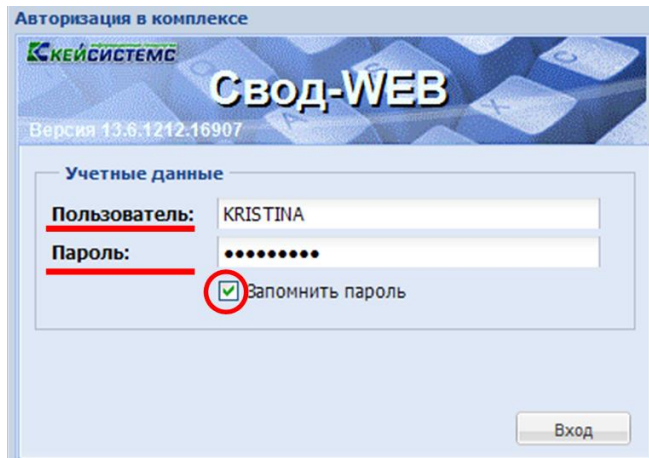 Авторизация в комплексе
КЕЙСИСТЕМС
Свод-WEB
Версия 13.6.1212.16907
Учетные данные
Пользователь: KRISTINA
Пароль: •••••••••
Запомнить пароль
Вход